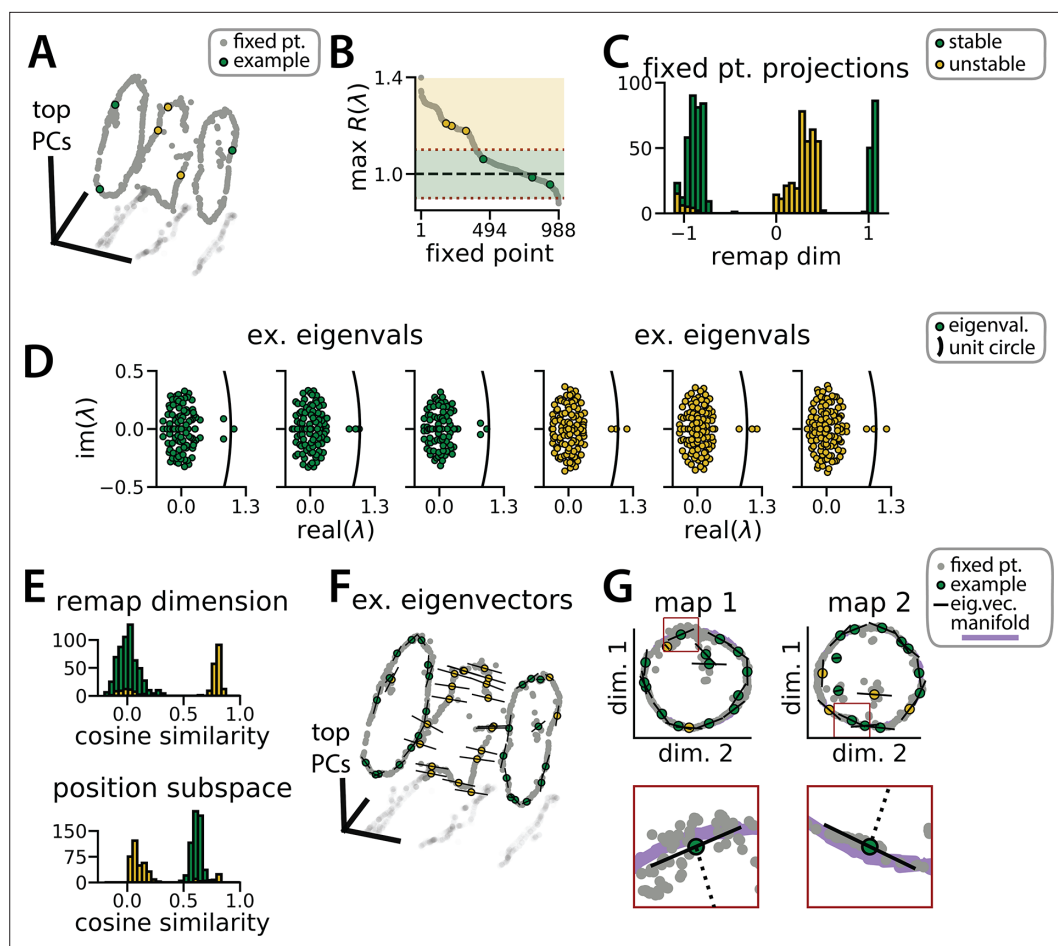 A
fixed pt.
example
top
PCs
B
1.4
1.0
max R(λ)
1
494
988
fixed point
C
stable
unstable
fixed pt. projections
100
50
0
−1
0
1
remap dim
D
ex. eigenvals
ex. eigenvals
eigenval.
unit circle
0.5
0.0
−0.5
im(λ)
0.0
1.3
0.0
1.3
0.0
1.3
0.0
1.3
0.0
1.3
0.0
1.3
real(λ)
real(λ)
E
remap dimension
100
50
0
0.0
0.5
1.0
cosine similarity
position subspace
150
75
0
0.0
0.5
1.0
cosine similarity
F
ex. eigenvectors
top
PCs
G
fixed pt.
example
eig.vec.
manifold
map 1
map 2
dim. 1
dim. 2
dim. 1
dim. 2